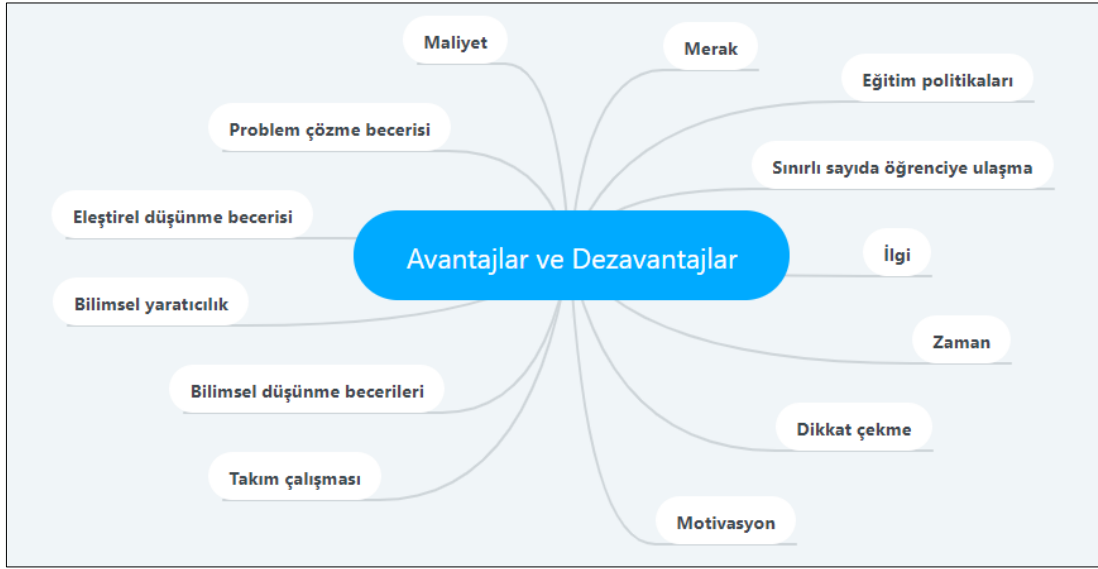 Maliyet
Merak
Eğitim politikaları
Problem çözme becerisi
Sınırlı sayıda öğrenciye ulaşma
Eleştirel düşünme becerisi
Avantajlar ve Dezavantajlar
İlgi
Bilimsel yaratıcılık
Zaman
Bilimsel düşünme becerileri
Dikkat çekme
Takım çalışması
Motivasyon